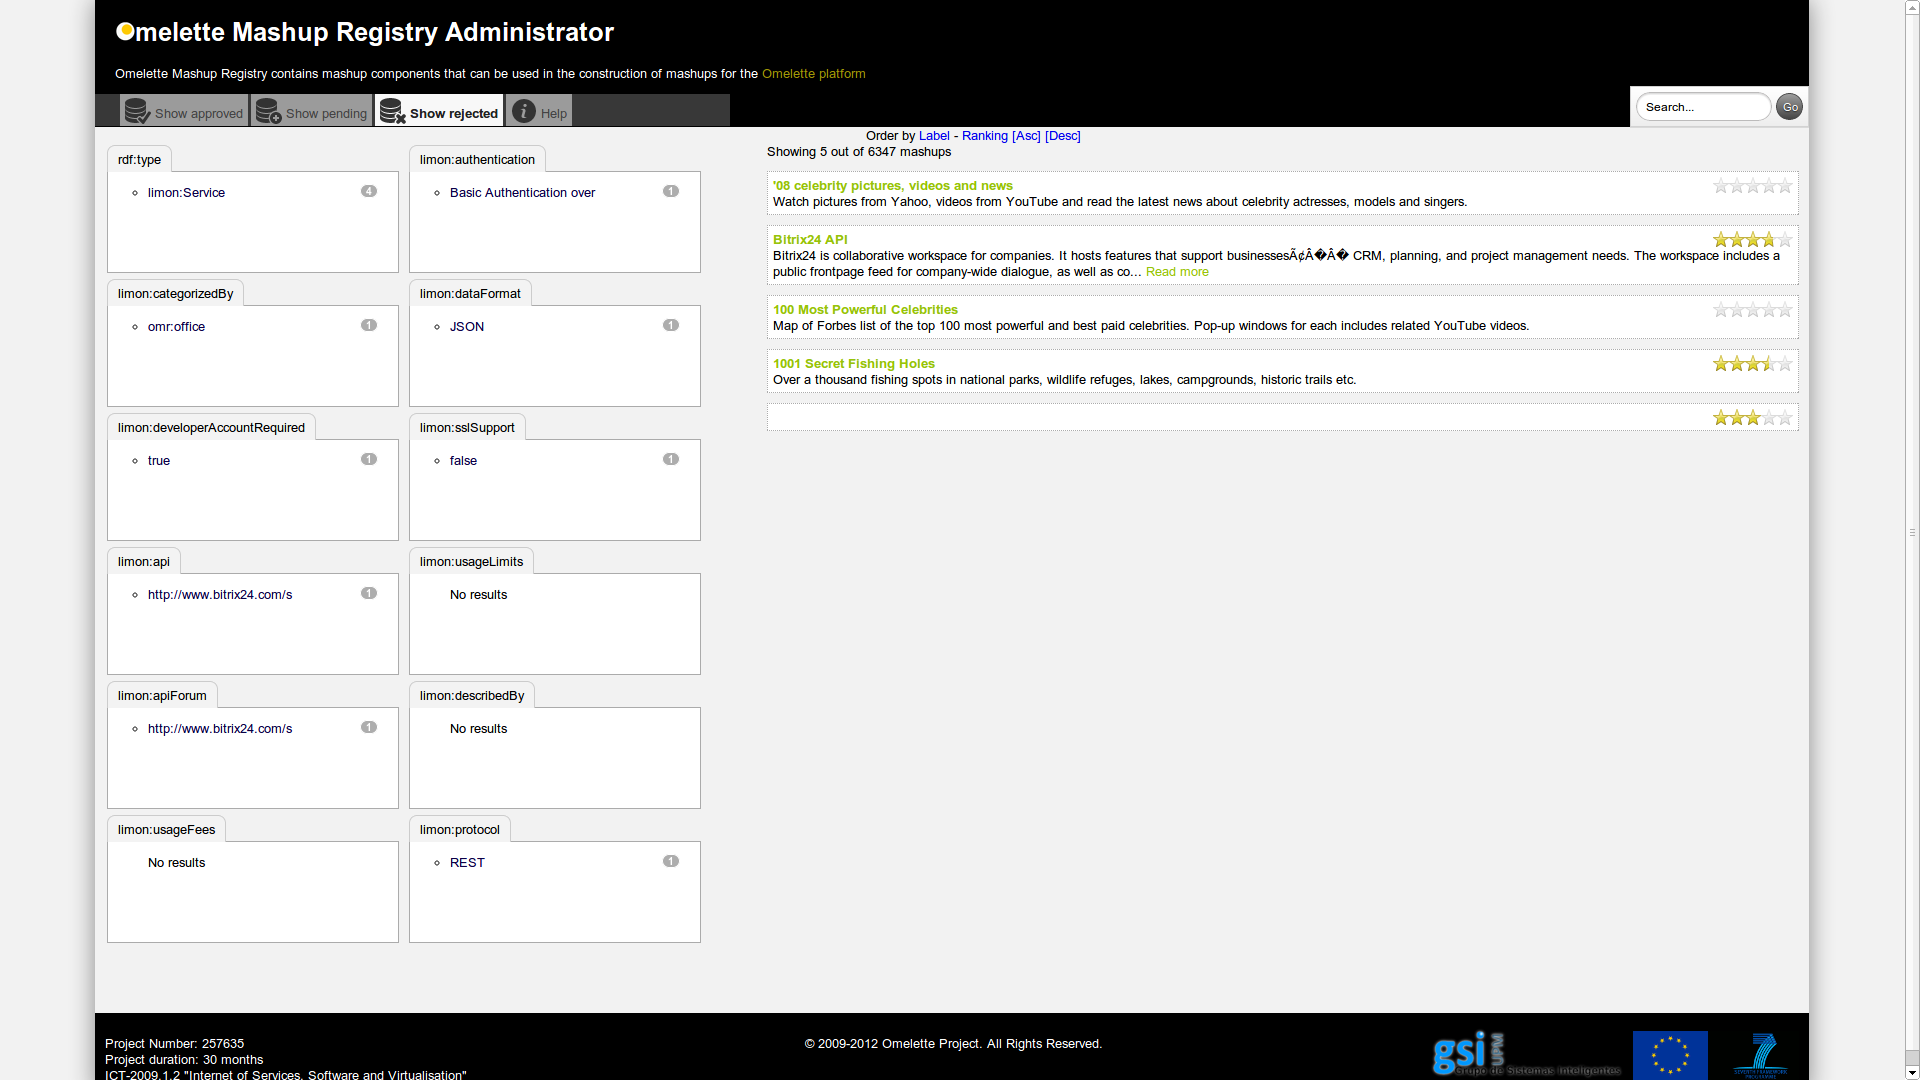 melette Mashup Registry Administrator
Omelette Mashup Registry contains mashup components that can be used in the construction of mashups for the Omelette platform
Show approved
Show pending
Show rejected
Help
Search...
Go
Order by Label - Ranking [Asc] [Desc]
Showing 5 out of 6347 mashups
rdf:type
limon:Service 4
limon:authentication
Basic Authentication over 1
limon:categorizedBy
omr:office 1
limon:dataFormat
JSON 1
limon:developerAccountRequired
true 1
limon:sslSupport
false 1
limon:api
http://www.bitrix24.com/s 1
limon:usageLimits
No results
limon:apiForum
http://www.bitrix24.com/s 1
limon:describedBy
No results
limon:usageFees
No results
limon:protocol
REST 1
'08 celebrity pictures, videos and news
Watch pictures from Yahoo, videos from YouTube and read the latest news about celebrity actresses, models and singers.
Bitrix24 API
Bitrix24 is collaborative workspace for companies. It hosts features that support businessesÃ¢Â�Â� CRM, planning, and project management needs. The workspace includes a
public frontpage feed for company-wide dialogue, as well as co... Read more
100 Most Powerful Celebrities
Map of Forbes list of the top 100 most powerful and best paid celebrities. Pop-up windows for each includes related YouTube videos.
1001 Secret Fishing Holes
Over a thousand fishing spots in national parks, wildlife refuges, lakes, campgrounds, historic trails etc.
Project Number: 257635
Project duration: 30 months
ICT-2009.1.2 "Internet of Services, Software and Virtualisation"
© 2009-2012 Omelette Project. All Rights Reserved.
gsi UPM
Grupo de Sistemas Inteligentes
7
SEVENTH FRAMEWORK
PROGRAMME